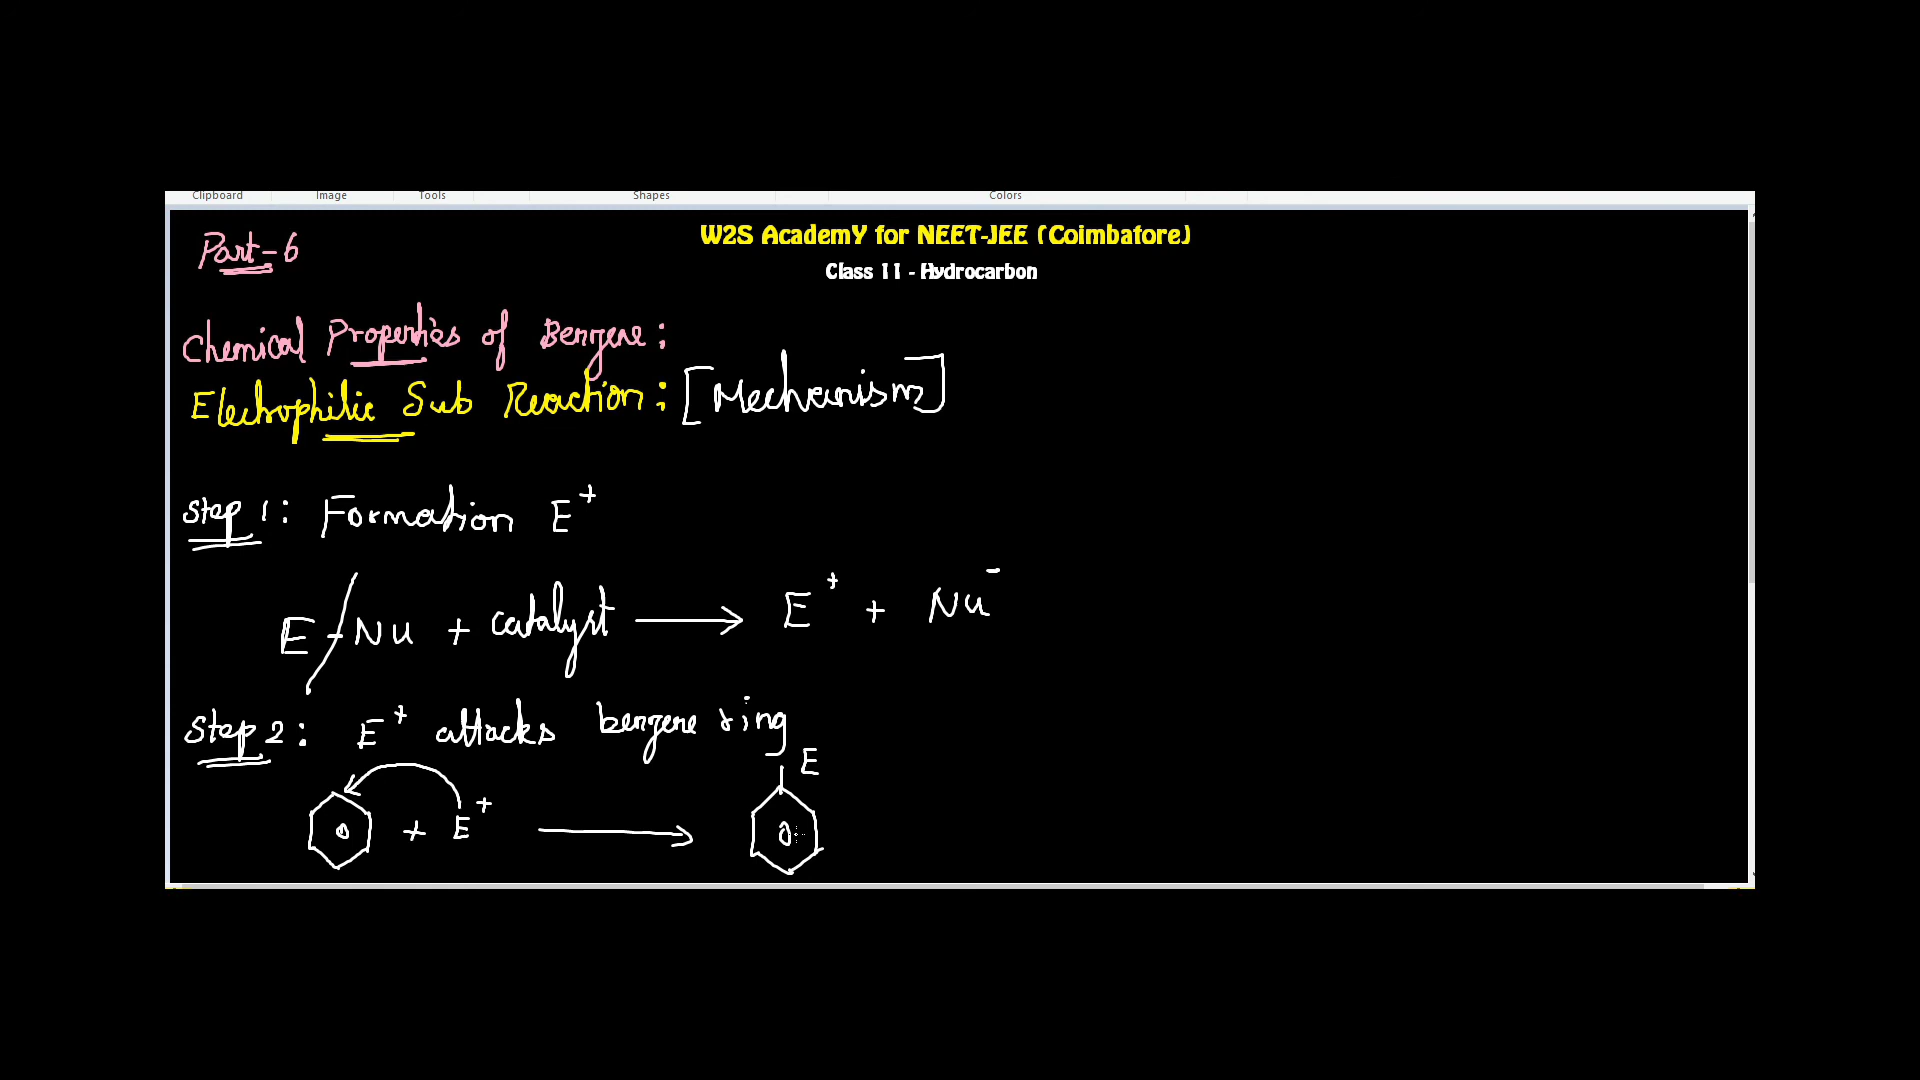 Clipboard Image Tools Shapes Colors
Part-6
W2S AcademY for NEET-JEE (Coimbatore)
Class 11 - Hydrocarbon
Chemical Properties of Benzene:
Electrophilic Sub Reaction: [Mechanism]
Step 1: Formation E+
E-Nu + catalyst → E+ + Nu-
Step 2: E+ attacks benzene ring
E
+ E+ →